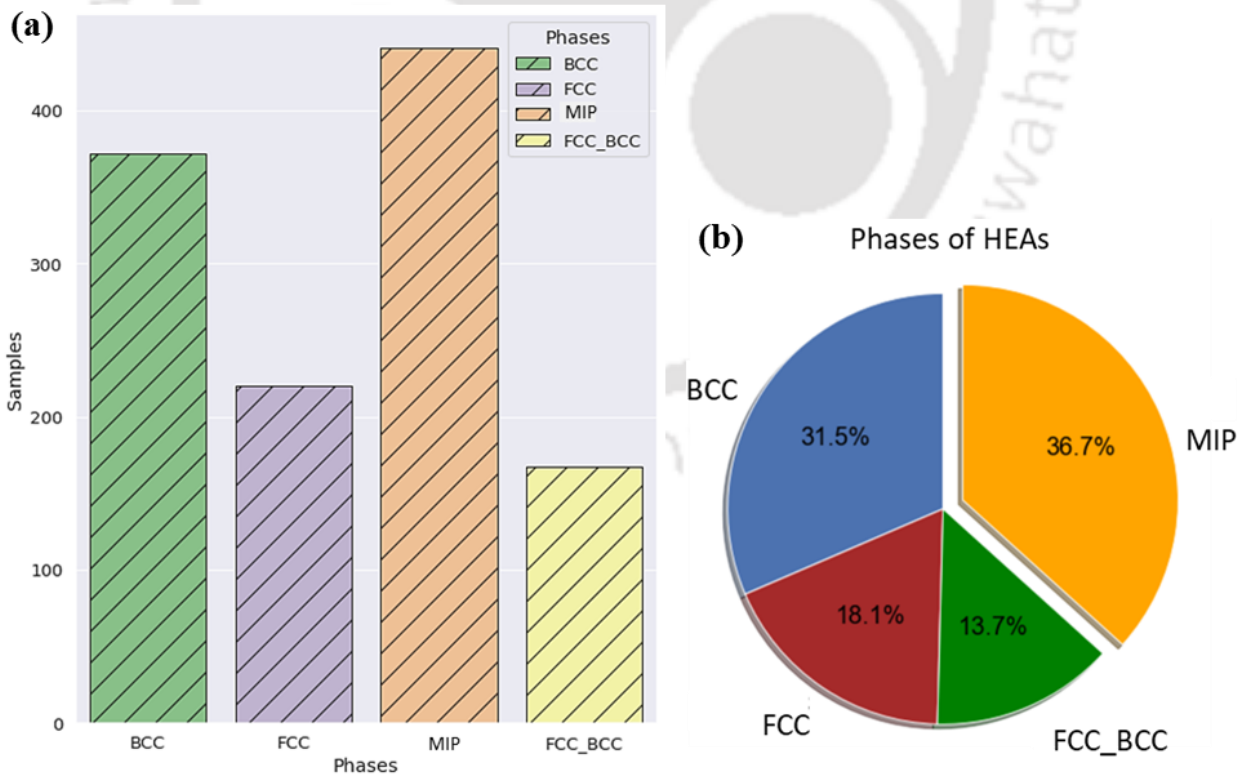 (a)
Phases
BCC
FCC
MIP
FCC_BCC
400
300
200
100
0
Samples
BCC
FCC
MIP
FCC_BCC
Phases
(b)
Phases of HEAs
BCC
31.5%
36.7%
MIP
18.1%
13.7%
FCC
FCC_BCC